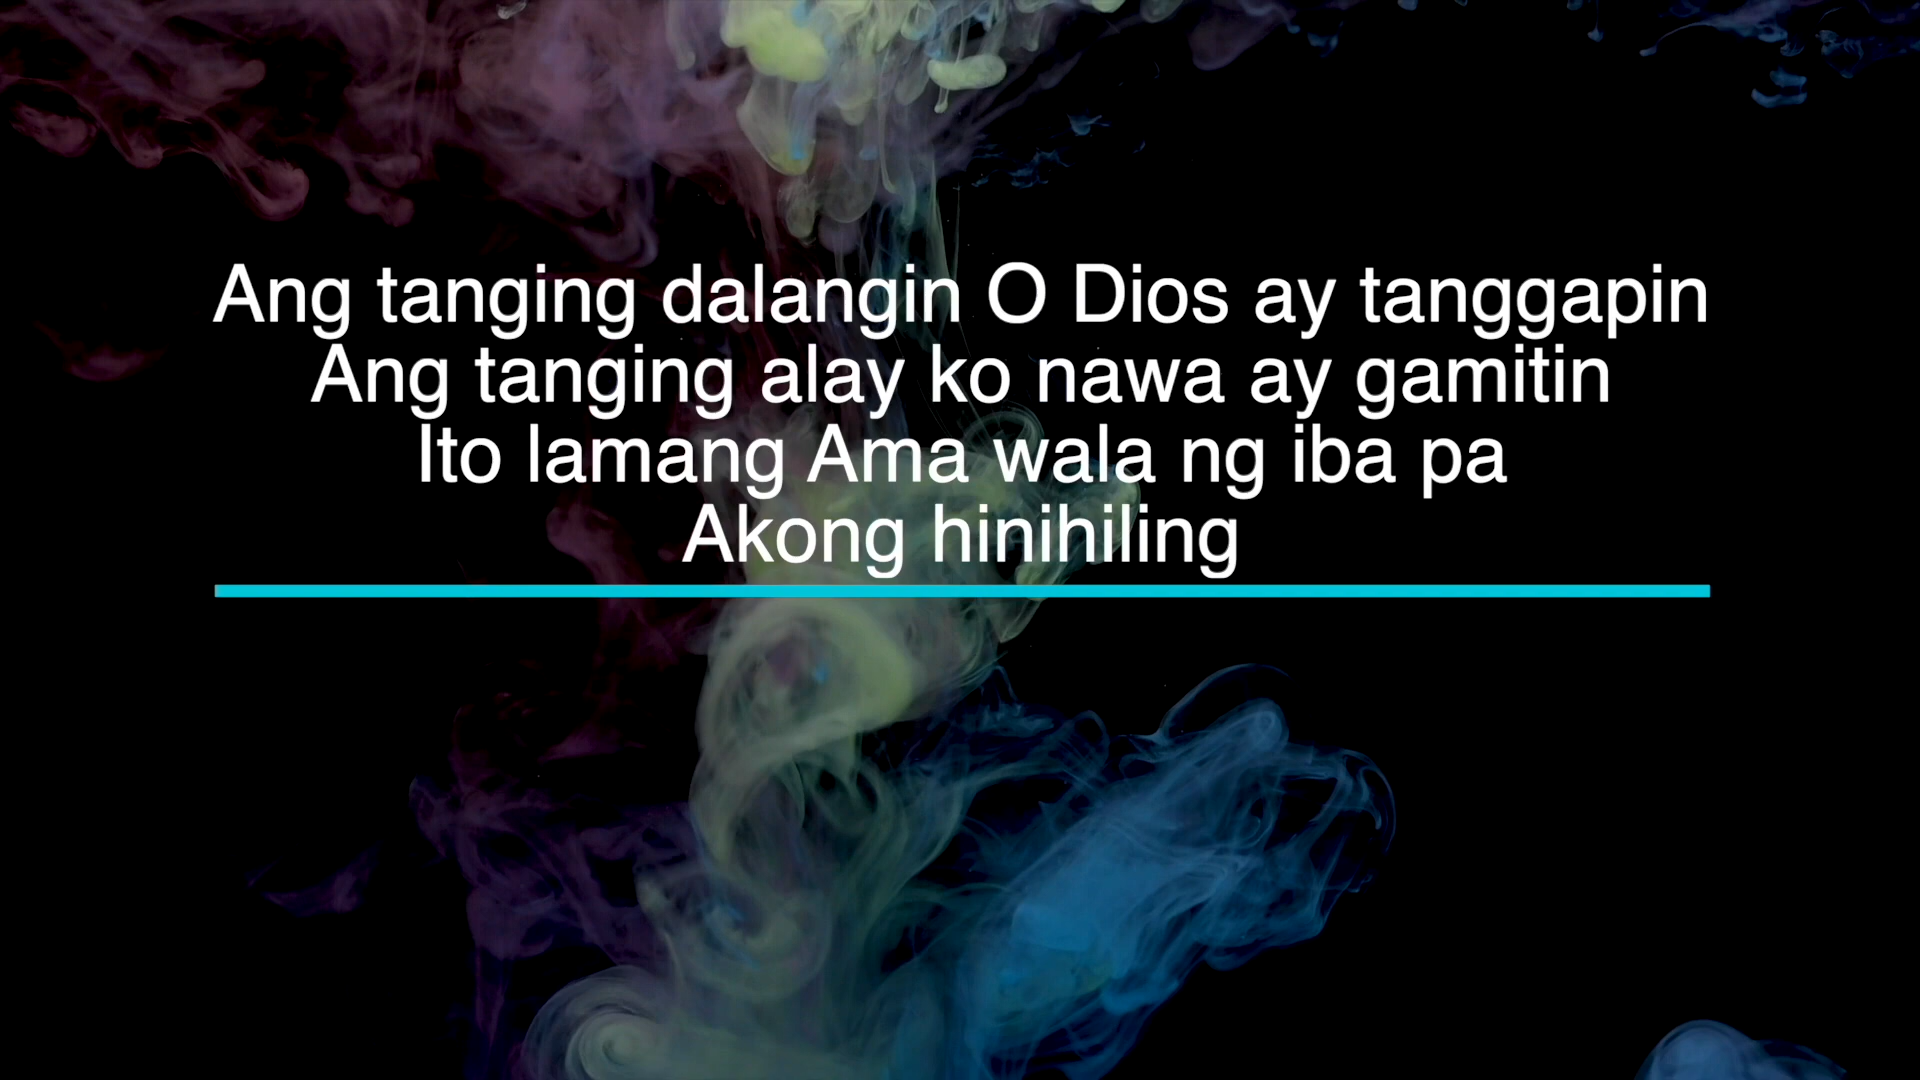 Ang tanging dalangin O Dios ay tanggapin
Ang tanging alay ko nawa ay gamitin
Ito lamang Ama wala ng iba pa
Akong hinihiling